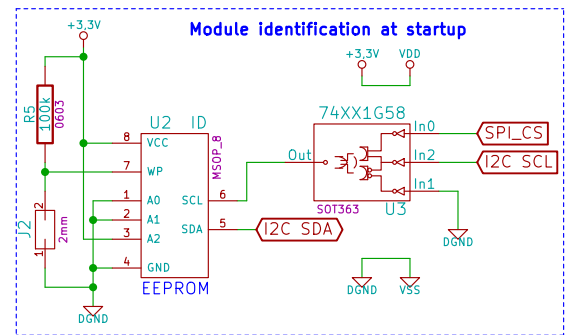 Module identification at startup
+3,3V
+3,3V VDD
R5 100k 0603
U2 ID
MSOP_8
74XX1G58
8 VCC
7 WP
1 A0
2 A1
3 A2
4 GND
SCL 6
SDA 5
EEPROM
I2C SDA
Out
In0 SPI_CS
In2 I2C SCL
In1
SOT363 U3
J2 2 1 2mm
DGND
DGND
DGND VSS